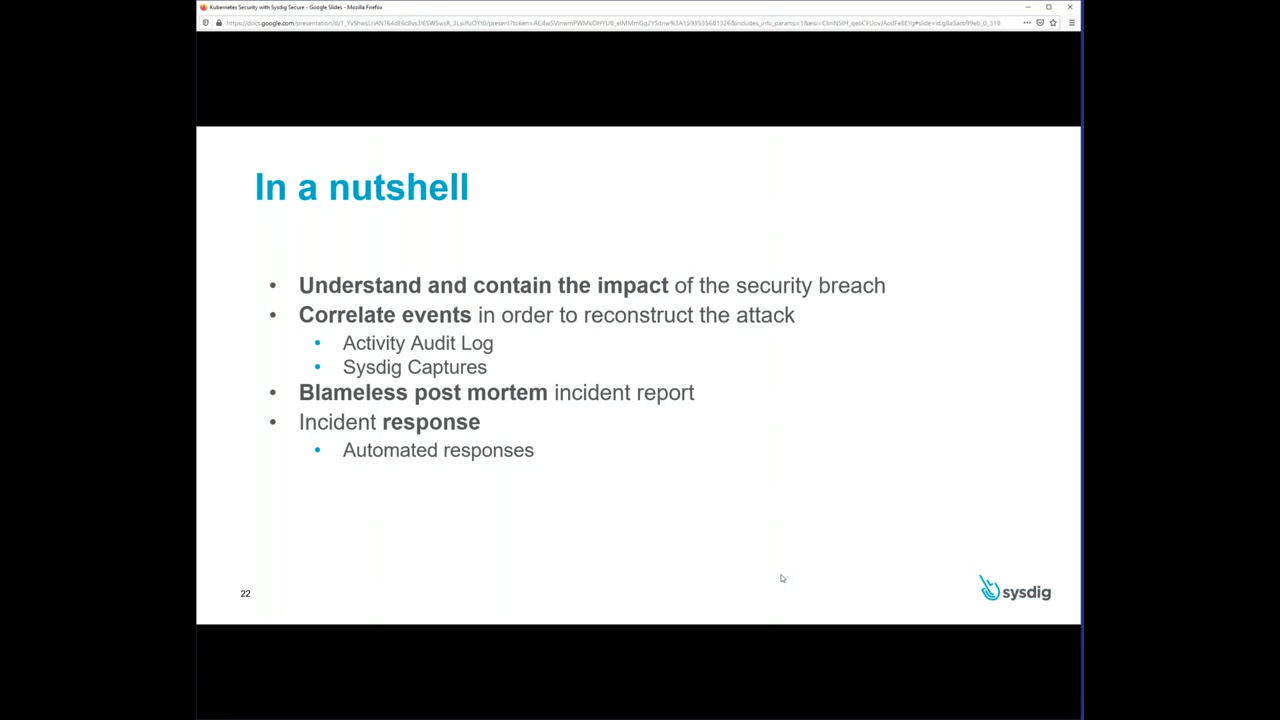 Kubernetes Security with Sysdig Secure - Google Slides - Mozilla Firefox
In a nutshell
• Understand and contain the impact of the security breach
• Correlate events in order to reconstruct the attack
• Activity Audit Log
• Sysdig Captures
• Blameless post mortem incident report
• Incident response
• Automated responses
22
sysdig